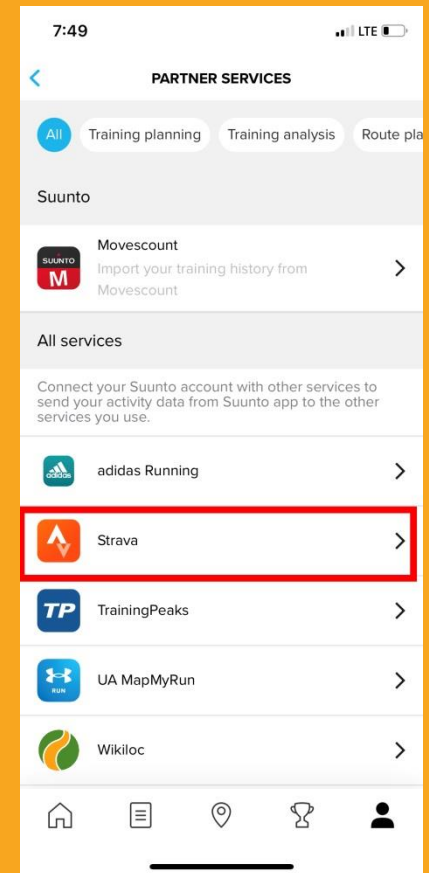 7:49 LTE
PARTNER SERVICES
All Training planning Training analysis Route pla
Suunto
Movescount
SUUNTO
M
Import your training history from
Movescount
All services
Connect your Suunto account with other services to
send your activity data from Suunto app to the other
services you use.
adidas
adidas Running
Strava
TP TrainingPeaks
RUN
UA MapMyRun
Wikiloc